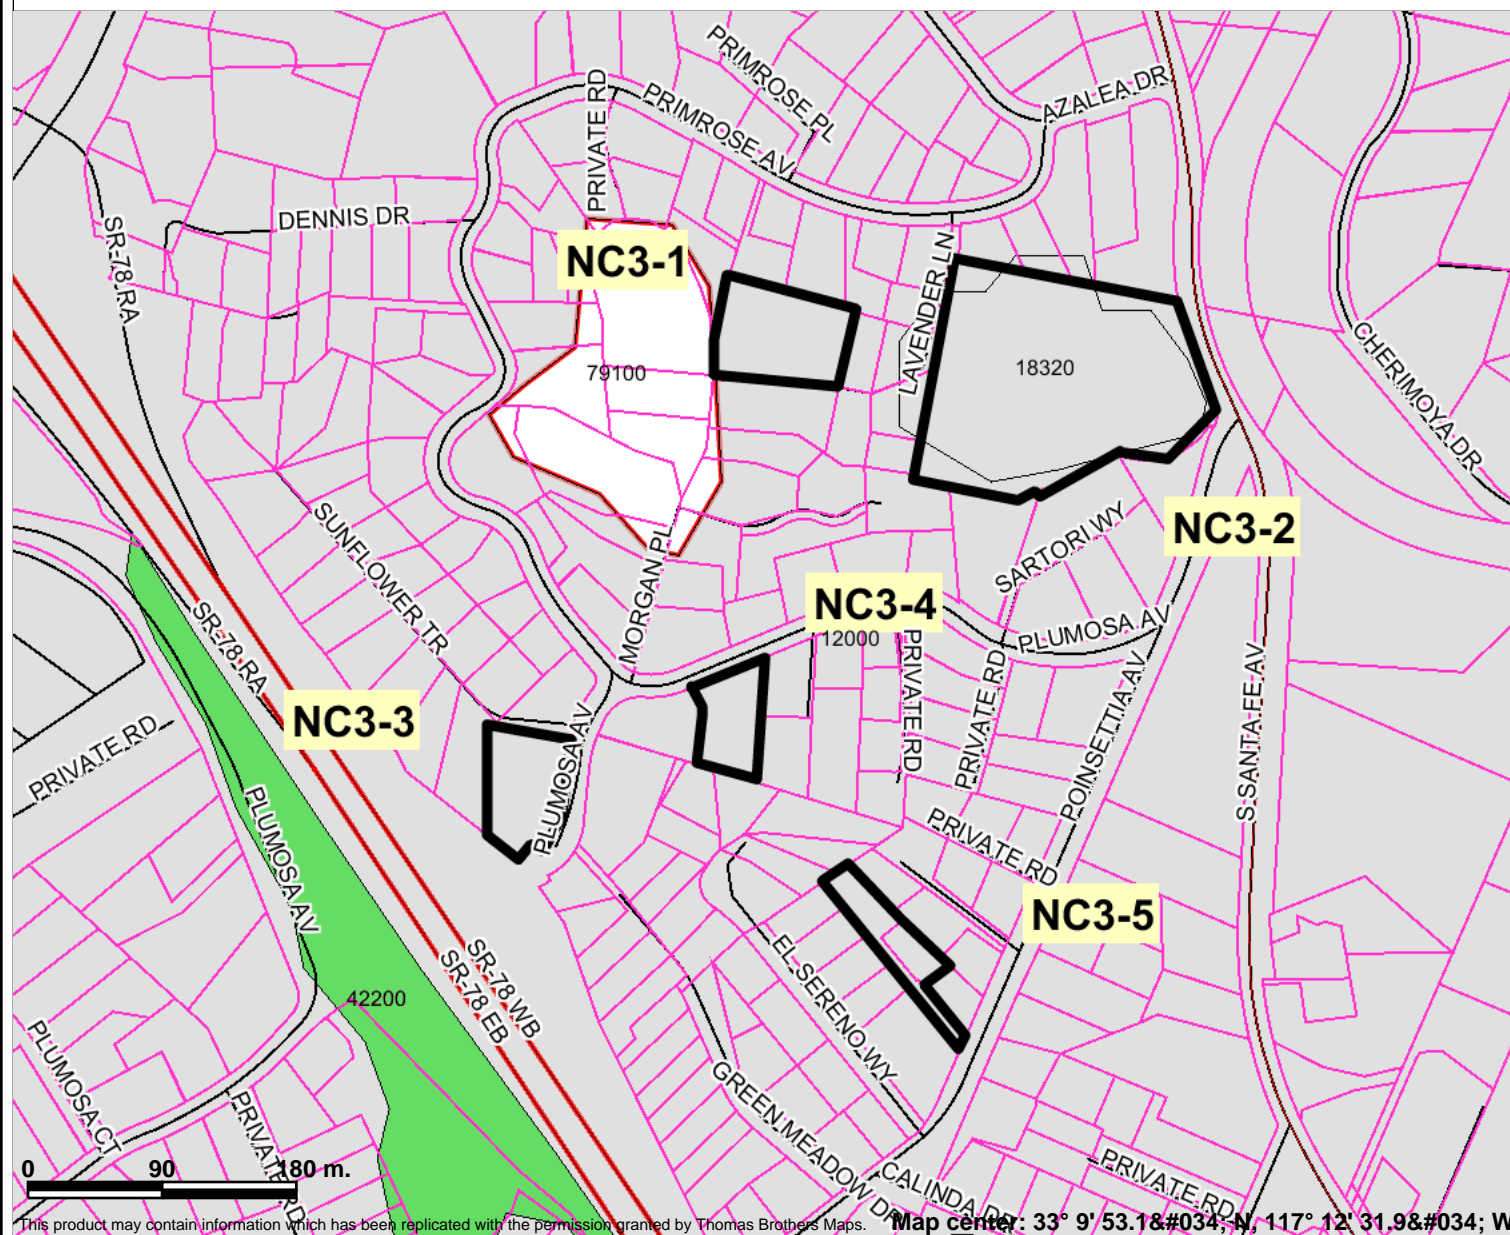 PRIMROSE PL
AZALEA DR
PRIVATE RD
PRIMROSE AV
DENNIS DR
SR-78 RA
NC3-1
LAVENDER LN
79100
18320
CHERIMOYA DR
SUNFLOWER TR
MORGAN PL
SARTORI WY
NC3-2
NC3-4
12000
PLUMOSA AV
SR-78 RA
PRIVATE RD
PRIVATE RD
POINSETTIA AV
S SANTA FE AV
NC3-3
PRIVATE RD
PLUMOSA AV
PLUMOSA AV
PRIVATE RD
NC3-5
EL SERENO WY
SR-78 WB
SR-78 EB
42200
PLUMOSA CT
PRIVATE RD
GREEN MEADOW DR
CALINDA DR
PRIVATE RD
0 90 180 m.
This product may contain information which has been replicated with the permission granted by Thomas Brothers Maps.
Map center: 33° 9' 53.1&#034; N, 117° 12' 31.9&#034; W